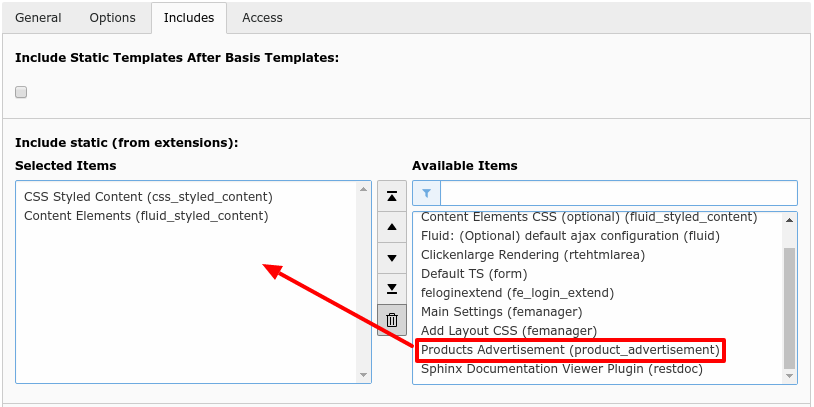 General Options Includes Access
Include Static Templates After Basis Templates:
Include static (from extensions):
Selected Items
CSS Styled Content (css_styled_content)
Content Elements (fluid_styled_content)
Available Items
Content Elements CSS (optional) (fluid_styled_content)
Fluid: (Optional) default ajax configuration (fluid)
Clickenlarge Rendering (rtehtmlarea)
Default TS (form)
feloginextend (fe_login_extend)
Main Settings (femanager)
Add Layout CSS (femanager)
Products Advertisement (product_advertisement)
Sphinx Documentation Viewer Plugin (restdoc)